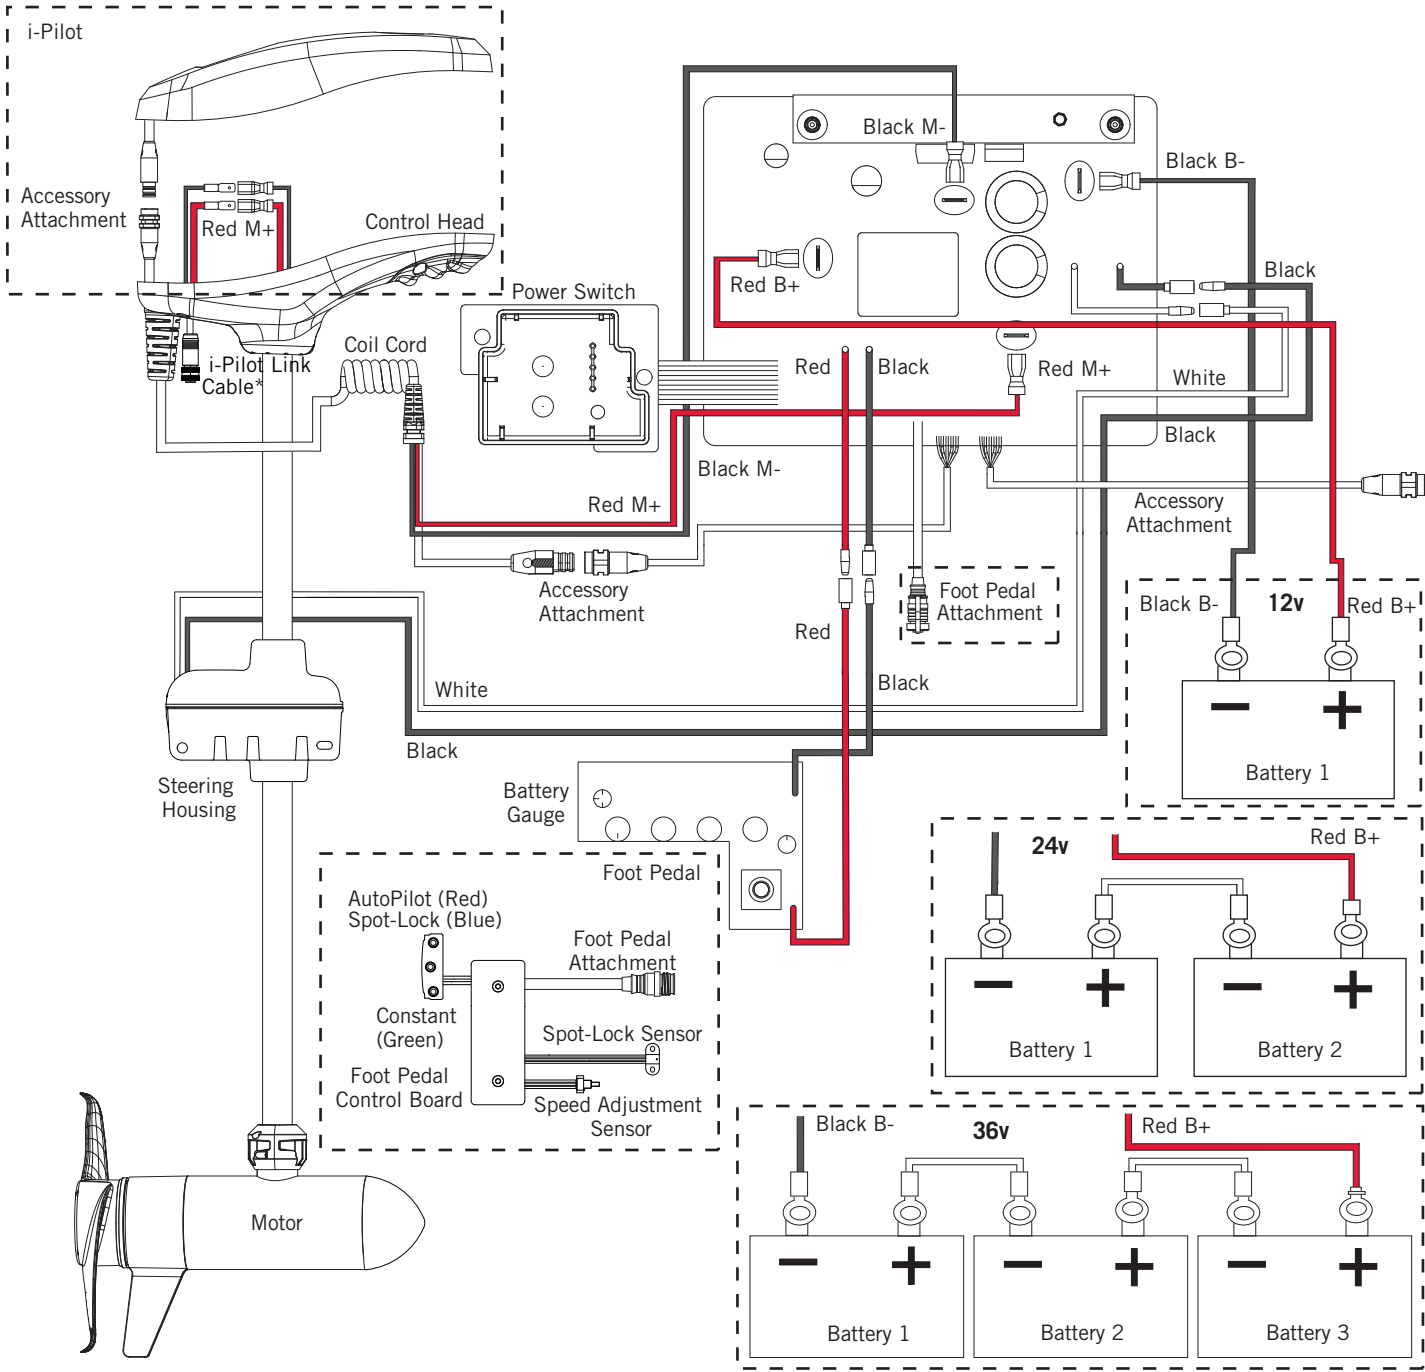 i-Pilot
Accessory
Attachment
Red M+
Control Head
i-Pilot Link
Cable*
Coil Cord
Power Switch
Black M-
Black B-
Red B+
Black
Red
Black
Red M+
White
Black
Black M-
Red M+
Accessory
Attachment
Accessory
Attachment
Foot Pedal
Attachment
Red
Black
White
Black
Steering
Housing
Battery
Gauge
Black B-
12v
Red B+
Battery 1
24v
Red B+
Battery 1
Battery 2
Foot Pedal
AutoPilot (Red)
Spot-Lock (Blue)
Foot Pedal
Attachment
Constant
(Green)
Spot-Lock Sensor
Foot Pedal
Control Board
Speed Adjustment
Sensor
Black B-
36v
Red B+
Battery 1
Battery 2
Battery 3
Motor